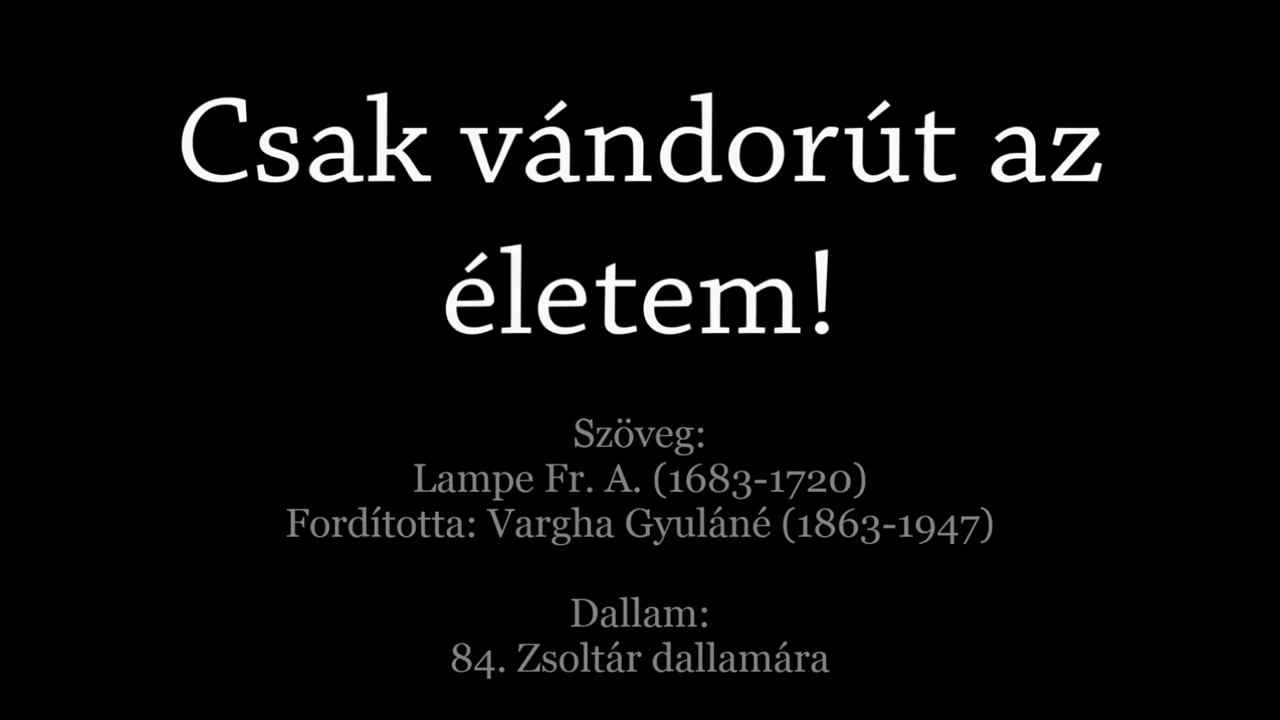 Csak vándorút az
életem!
Szöveg:
Lampe Fr. A. (1683-1720)
Fordította: Vargha Gyuláné (1863-1947)
Dallam:
84. Zsoltár dallamára